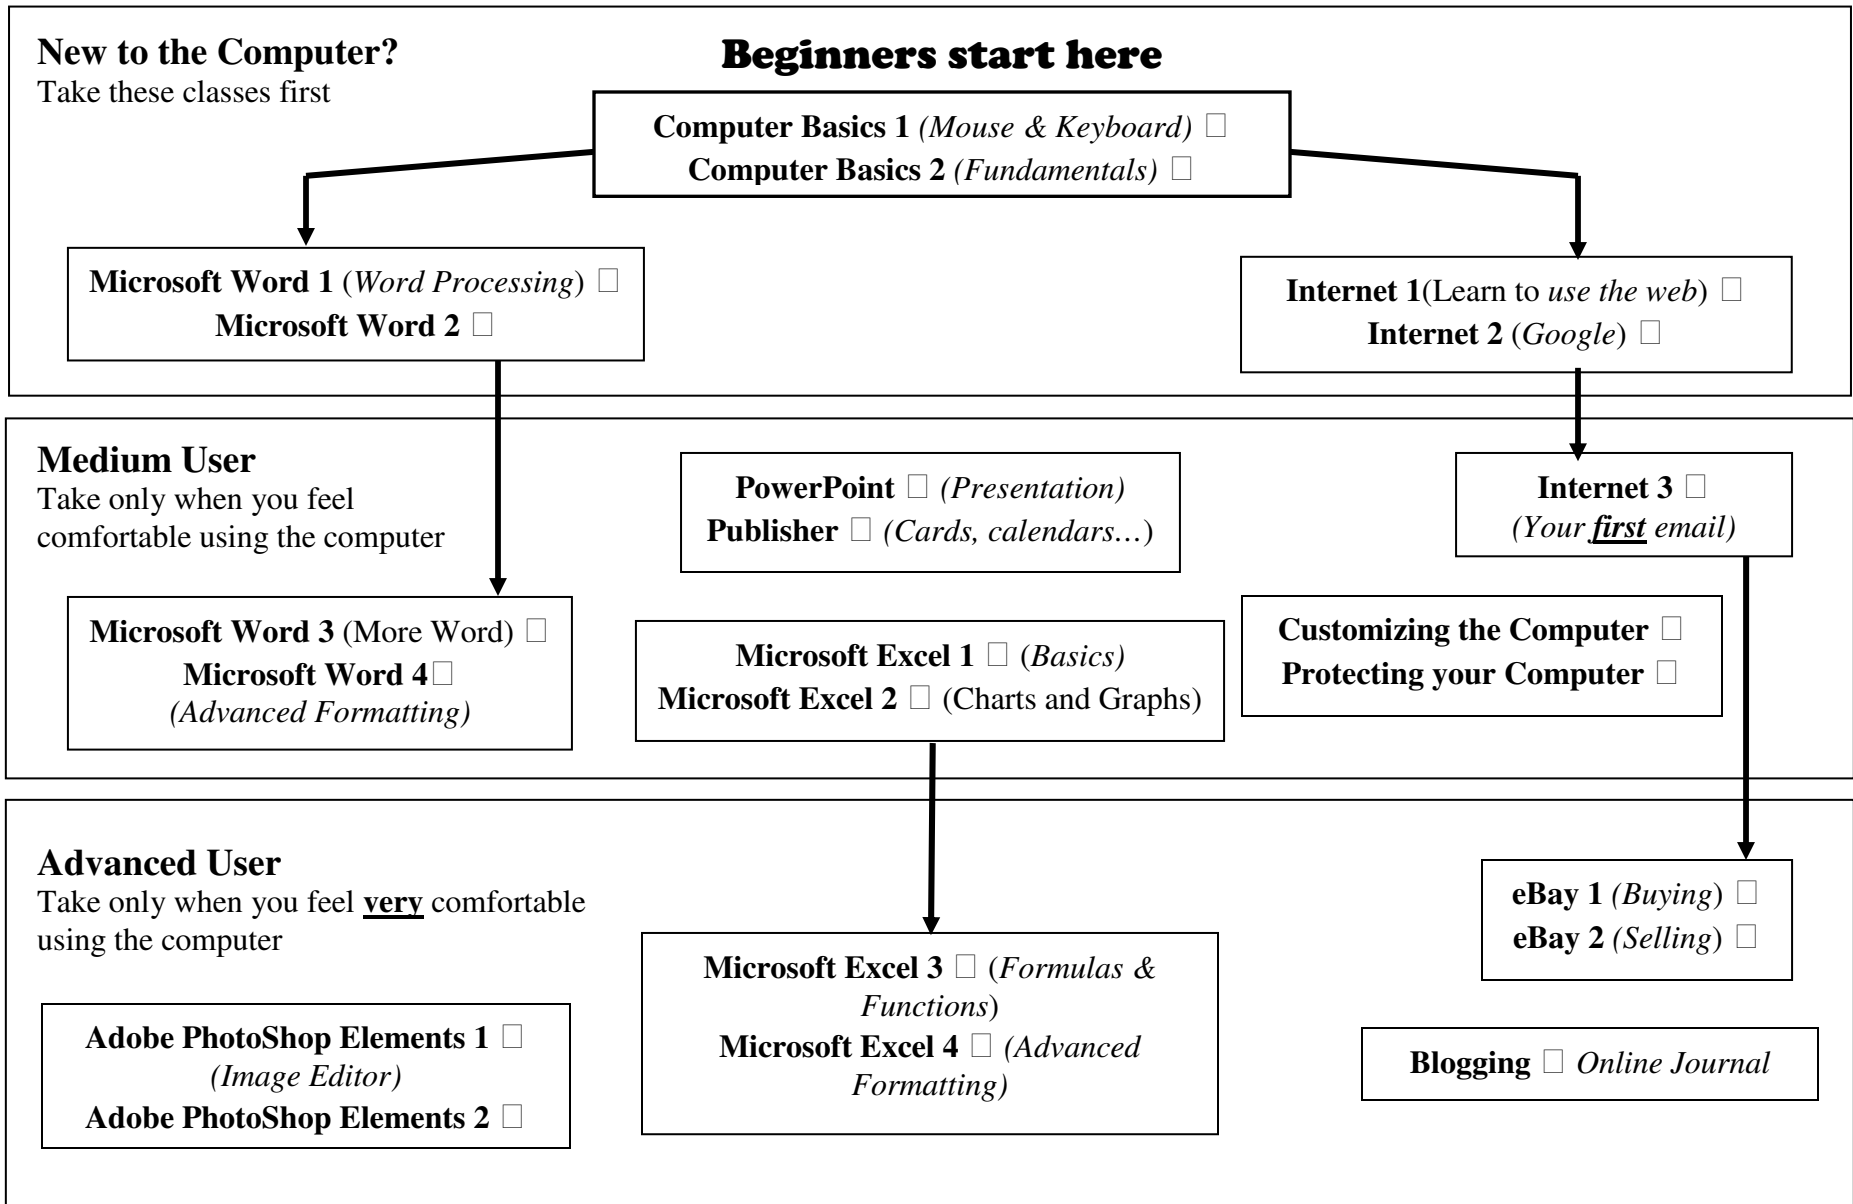 New to the Computer?
Take these classes first
Beginners start here
Computer Basics 1 (Mouse & Keyboard) □
Computer Basics 2 (Fundamentals) □
Microsoft Word 1 (Word Processing) □
Microsoft Word 2 □
Internet 1(Learn to use the web) □
Internet 2 (Google) □
Medium User
Take only when you feel
comfortable using the computer
PowerPoint □ (Presentation)
Publisher □ (Cards, calendars…)
Internet 3 □
(Your first email)
Microsoft Word 3 (More Word) □
Microsoft Word 4□
(Advanced Formatting)
Microsoft Excel 1 □ (Basics)
Microsoft Excel 2 □ (Charts and Graphs)
Customizing the Computer □
Protecting your Computer □
Advanced User
Take only when you feel very comfortable
using the computer
Adobe PhotoShop Elements 1 □
(Image Editor)
Adobe PhotoShop Elements 2 □
Microsoft Excel 3 □ (Formulas &
Functions)
Microsoft Excel 4 □ (Advanced
Formatting)
eBay 1 (Buying) □
eBay 2 (Selling) □
Blogging □ Online Journal